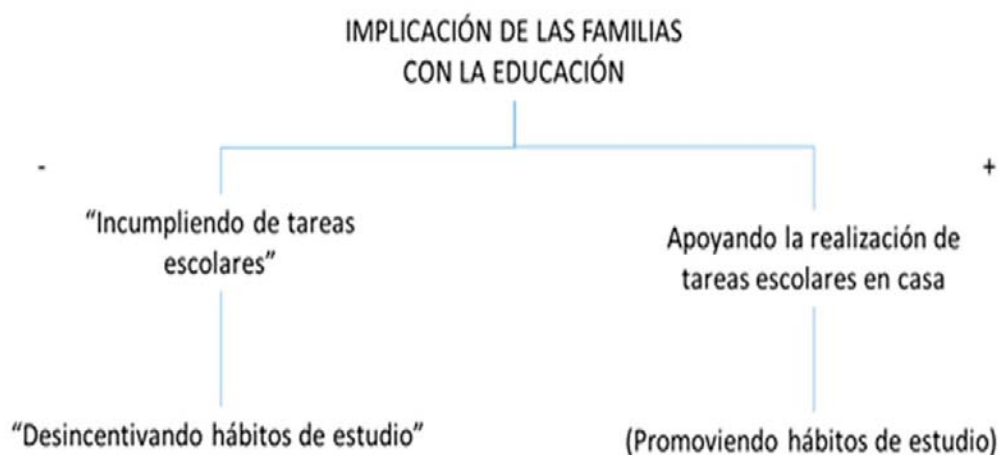 IMPLICACIÓN DE LAS FAMILIAS
CON LA EDUCACIÓN
-
+
“Incumpliendo de tareas
escolares”
Apoyando la realización de
tareas escolares en casa
“Desincentivando hábitos de estudio”
(Promoviendo hábitos de estudio)